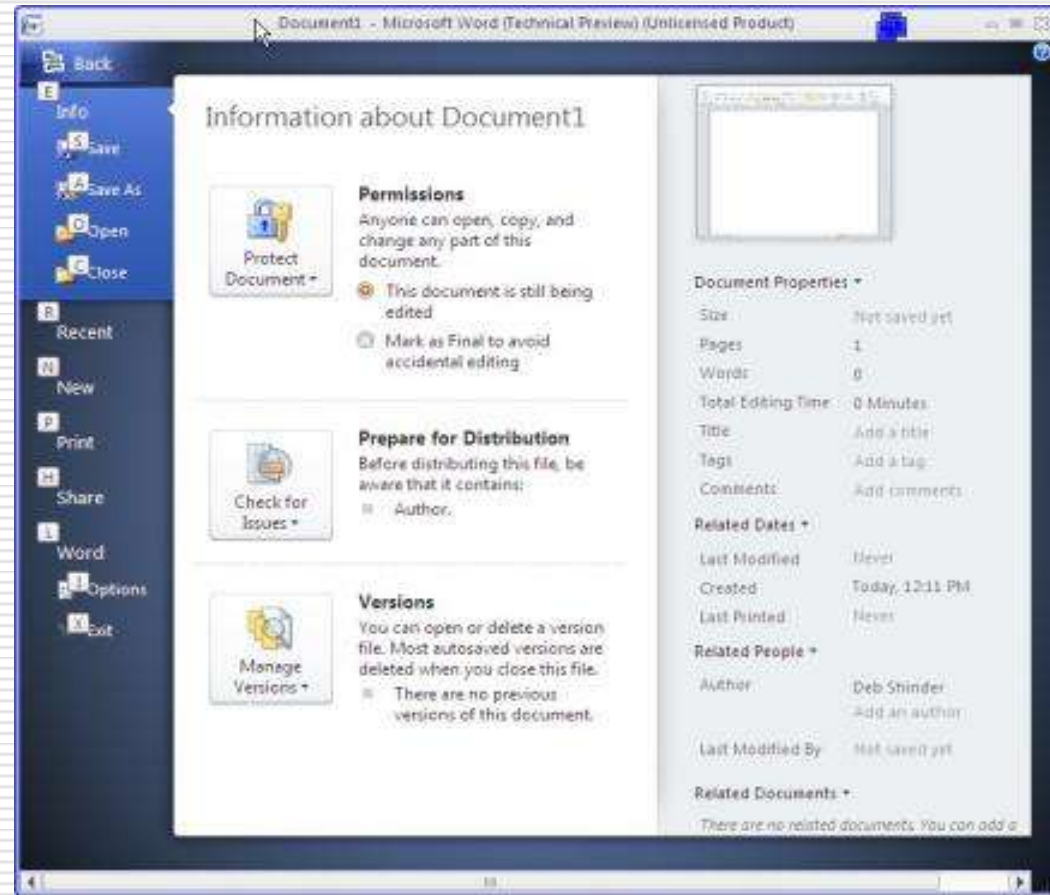 Document1 - Microsoft Word (Technical Preview) (Unlicensed Product)
Back
E
Info
S
Save
A
Save As
O
Open
C
Close
R
Recent
N
New
P
Print
H
Share
L
Word
I
Options
X
Exit
Information about Document1
Protect
Document
Permissions
Anyone can open, copy, and
change any part of this
document.
This document is still being
edited
Mark as Final to avoid
accidental editing
Check for
Issues
Prepare for Distribution
Before distributing this file, be
aware that it contains:
Author.
Manage
Versions
Versions
You can open or delete a version
file. Most autosaved versions are
deleted when you close this file.
There are no previous
versions of this document.
Document Properties
Size Not saved yet
Pages 1
Words 0
Total Editing Time 0 Minutes
Title Add a title
Tags Add a tag
Comments Add comments
Related Dates
Last Modified Never
Created Today, 12:11 PM
Last Printed Never
Related People
Author Deb Shinder
Add an author
Last Modified By Not saved yet
Related Documents
There are no related documents. You can add a